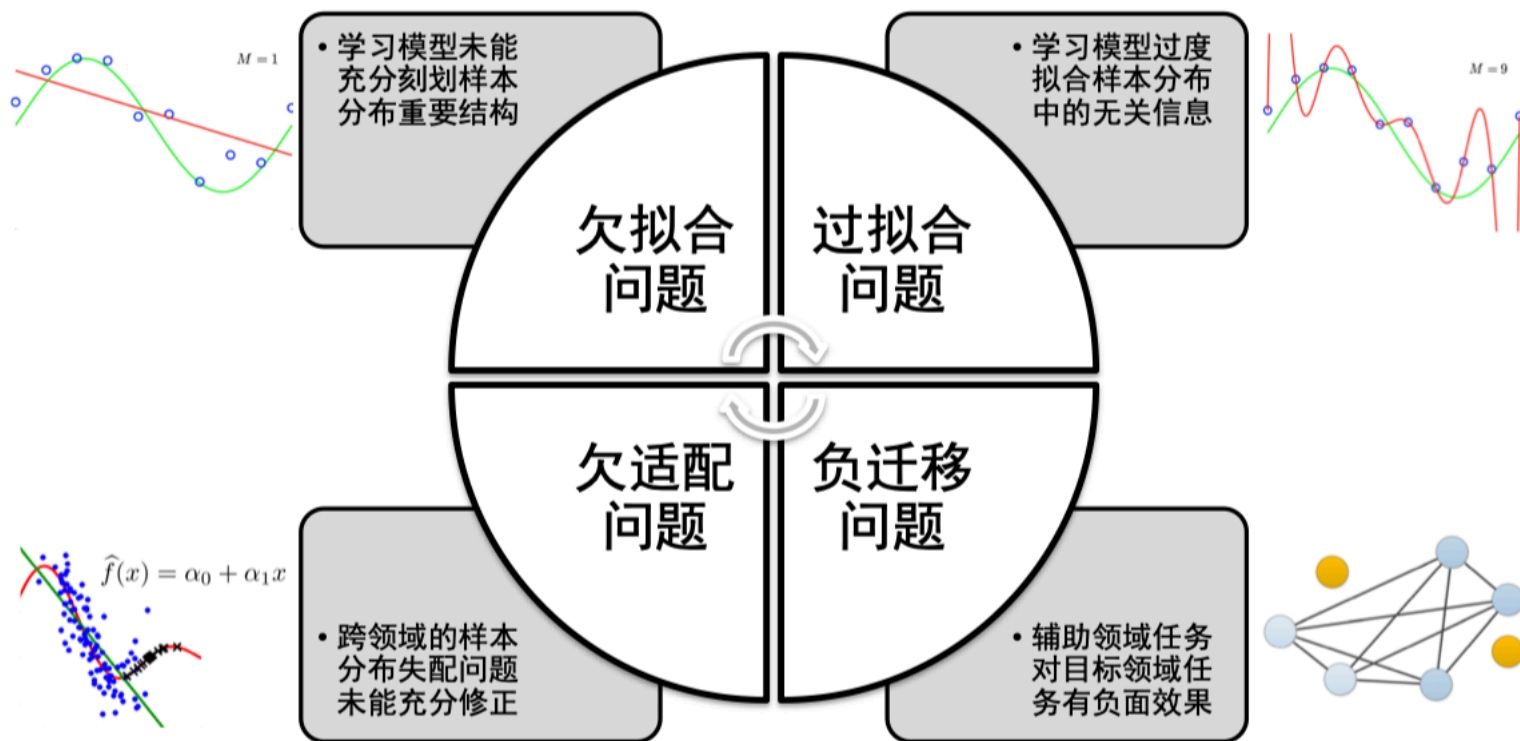 M = 1
• 学习模型未能
充分刻划样本
分布重要结构
• 学习模型过度
拟合样本分布
中的无关信息
M = 9
欠拟合
问题
过拟合
问题
欠适配
问题
负迁移
问题
f̂(x) = α₀ + α₁x
• 跨领域的样本
分布失配问题
未能充分修正
• 辅助领域任务
对目标领域任
务有负面效果